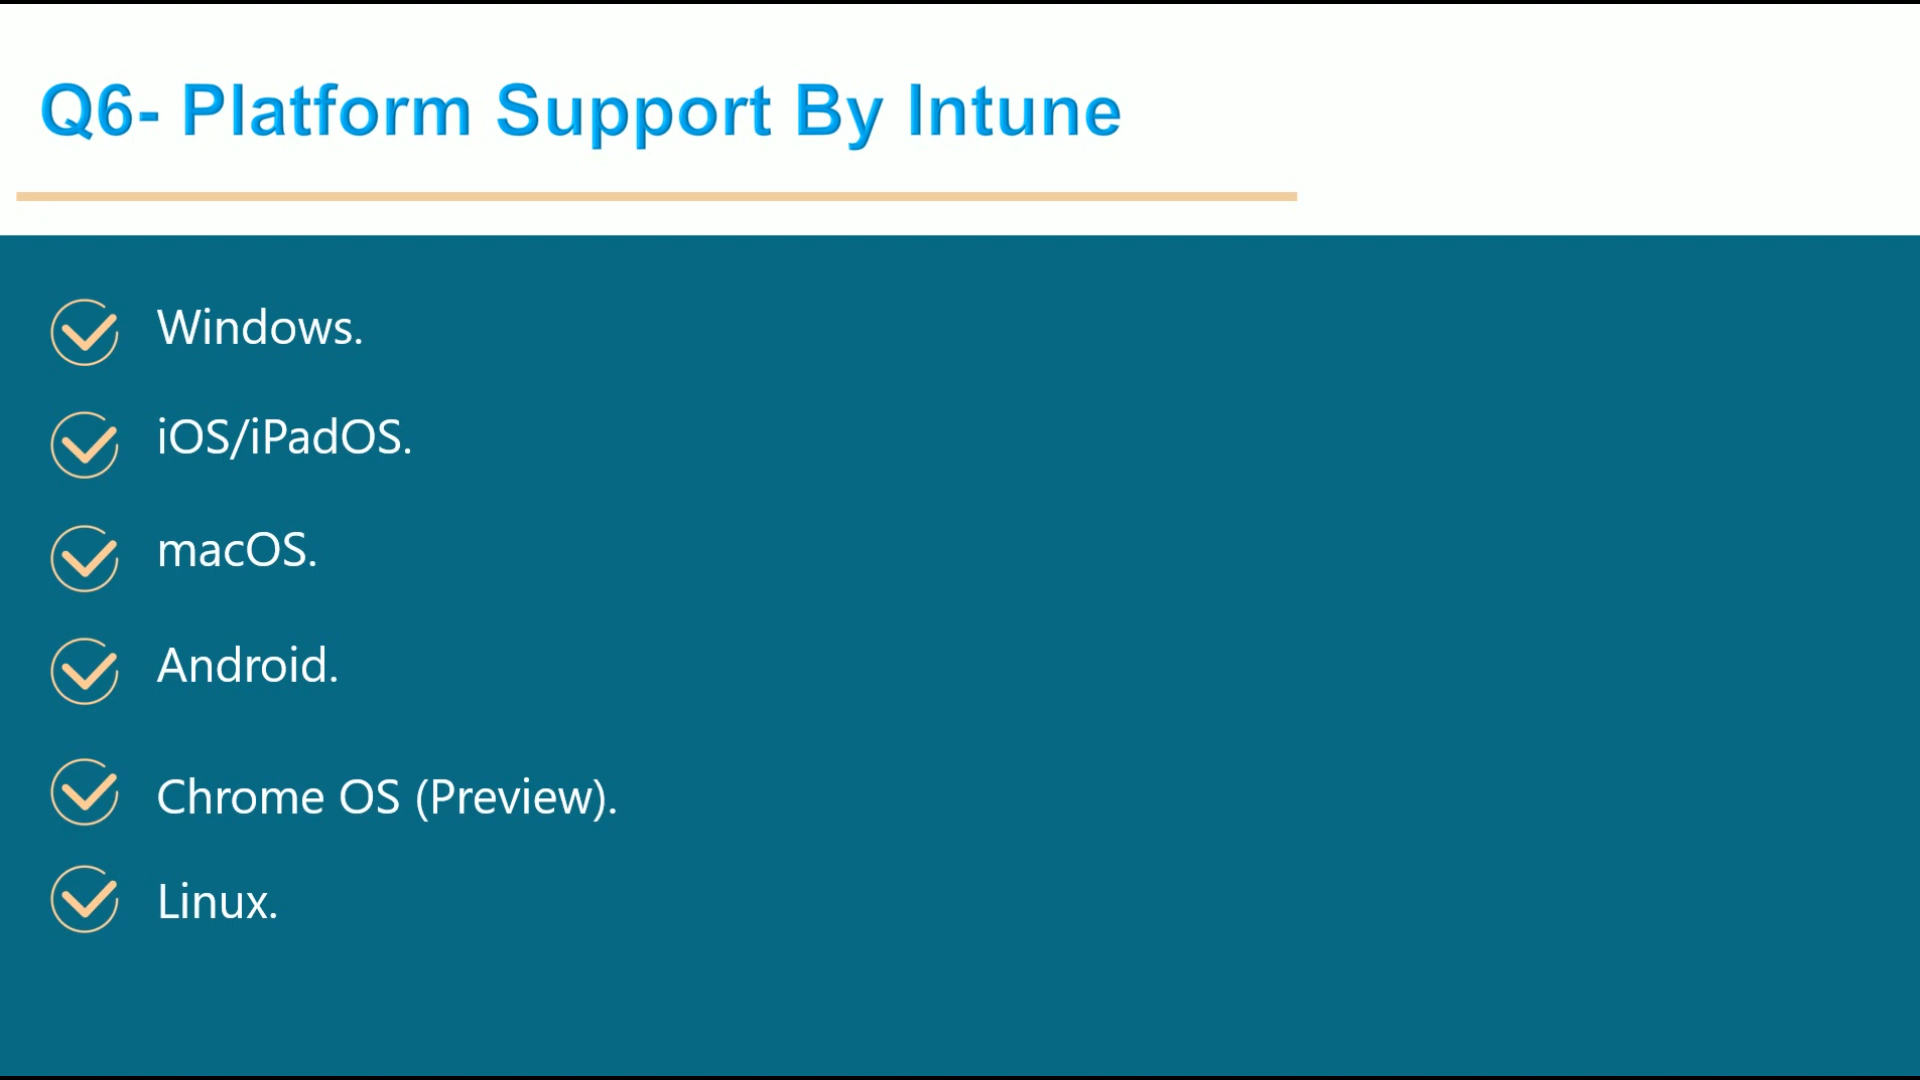 Q6- Platform Support By Intune
Windows.
iOS/iPadOS.
macOS.
Android.
Chrome OS (Preview).
Linux.